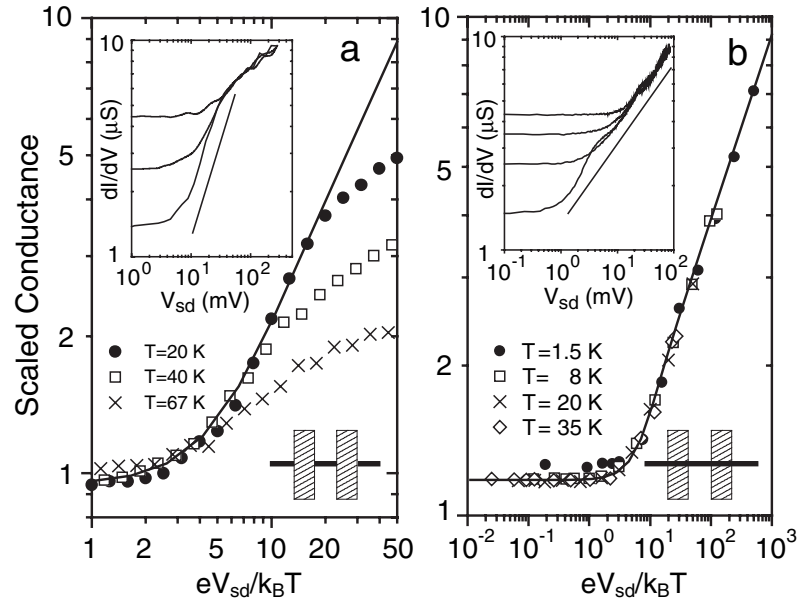 Scaled Conductance
10
5
2
1
1
2
5
10
20
50
eV_sd/k_BT
a
10
1
dI/dV (µS)
10^0
10^1
10^2
V_sd (mV)
T=20 K
T=40 K
T=67 K
10
5
2
1
10^-2
10^-1
10^0
10^1
10^2
10^3
eV_sd/k_BT
b
10
1
dI/dV (µS)
10^-1
10^0
10^1
10^2
V_sd (mV)
T=1.5 K
T= 8 K
T= 20 K
T= 35 K